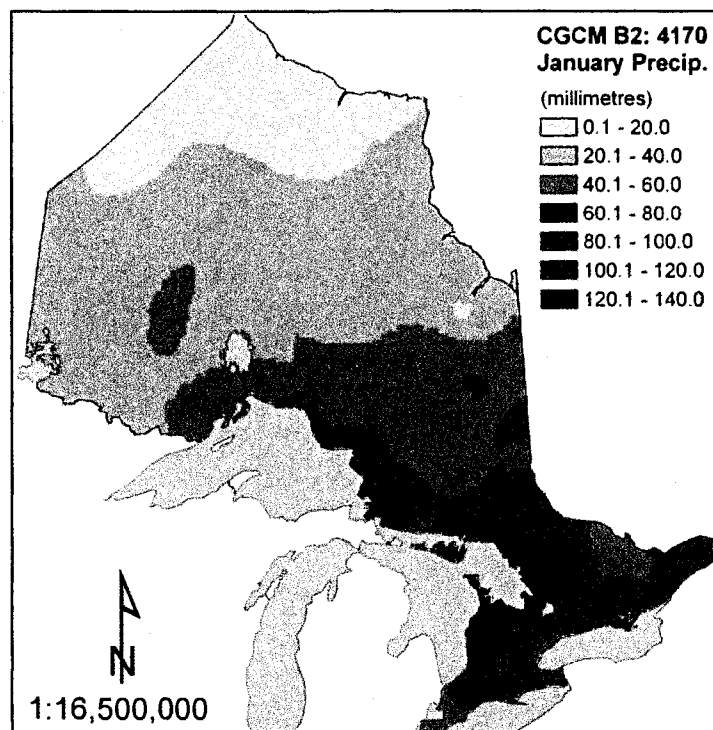 CGCM B2: 4170
January Precip.
(millimetres)
0.1 - 20.0
20.1 - 40.0
40.1 - 60.0
60.1 - 80.0
80.1 - 100.0
100.1 - 120.0
120.1 - 140.0
N
1:16,500,000